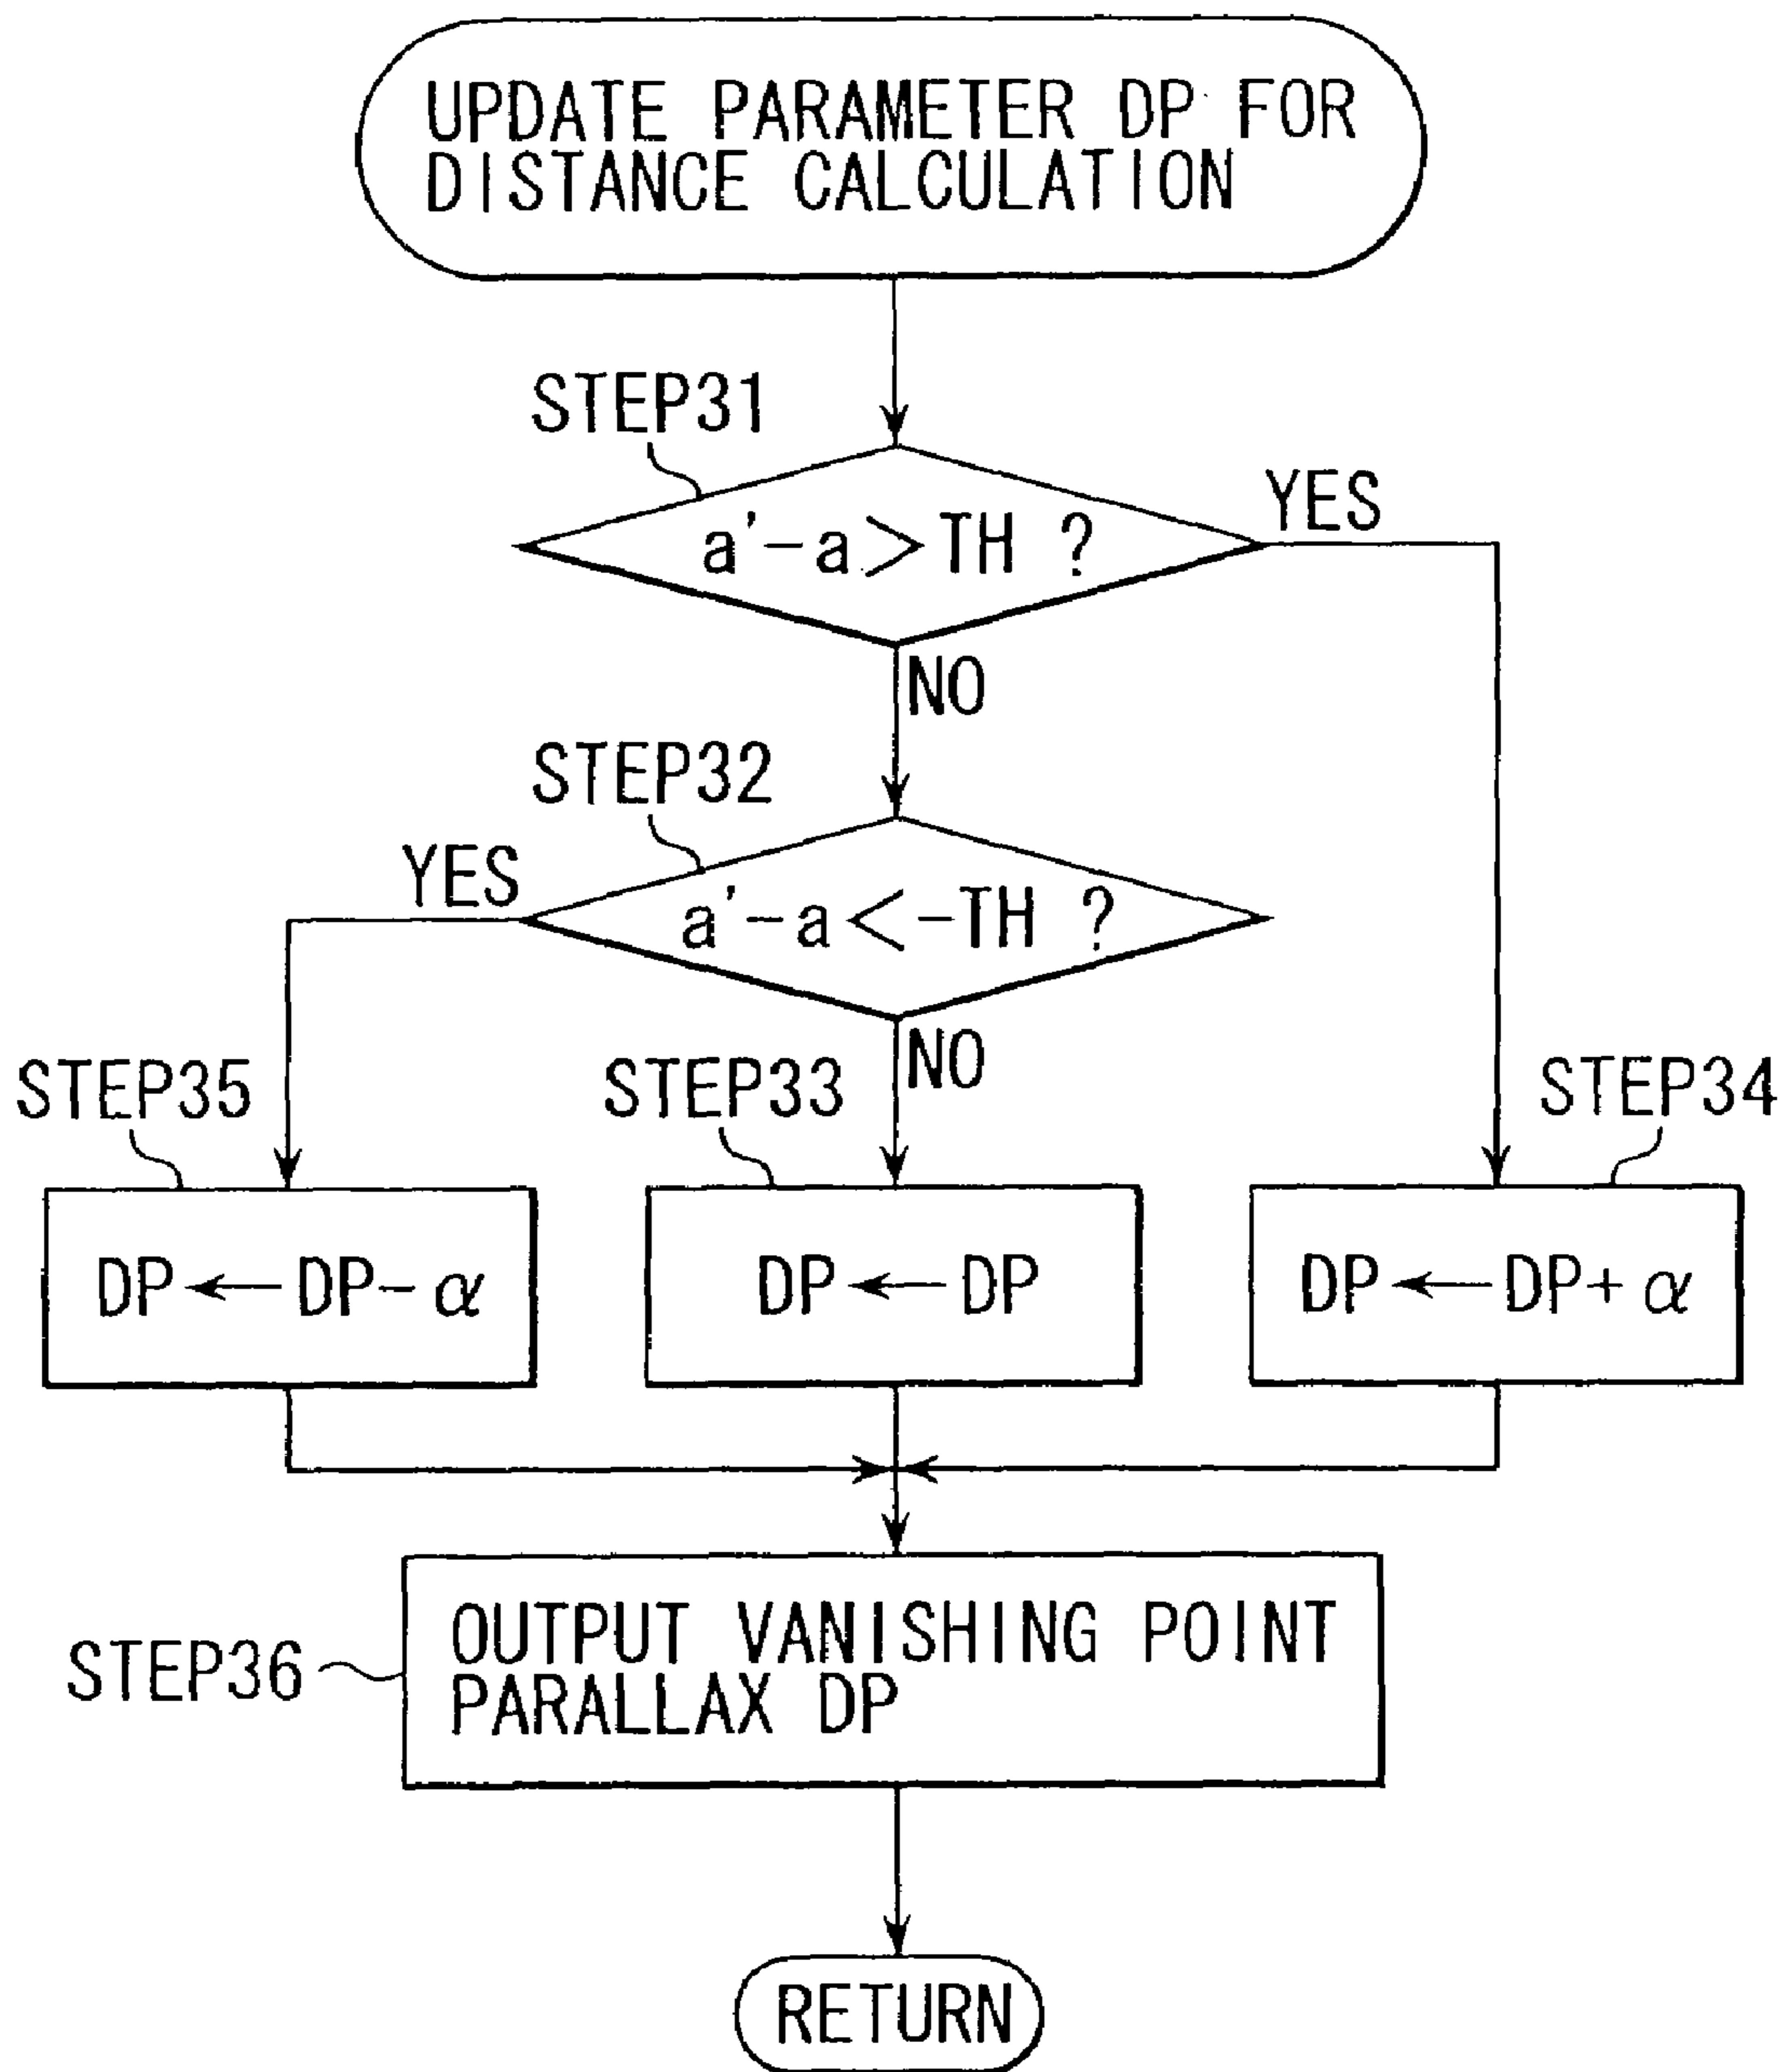 UPDATE PARAMETER DP FOR
DISTANCE CALCULATION
STEP31
a'-a>TH ?
YES
NO
STEP32
YES
a'-a<-TH ?
NO
STEP35
STEP33
STEP34
DP←DP-α
DP←DP
DP←DP+α
STEP36
OUTPUT VANISHING POINT
PARALLAX DP
RETURN